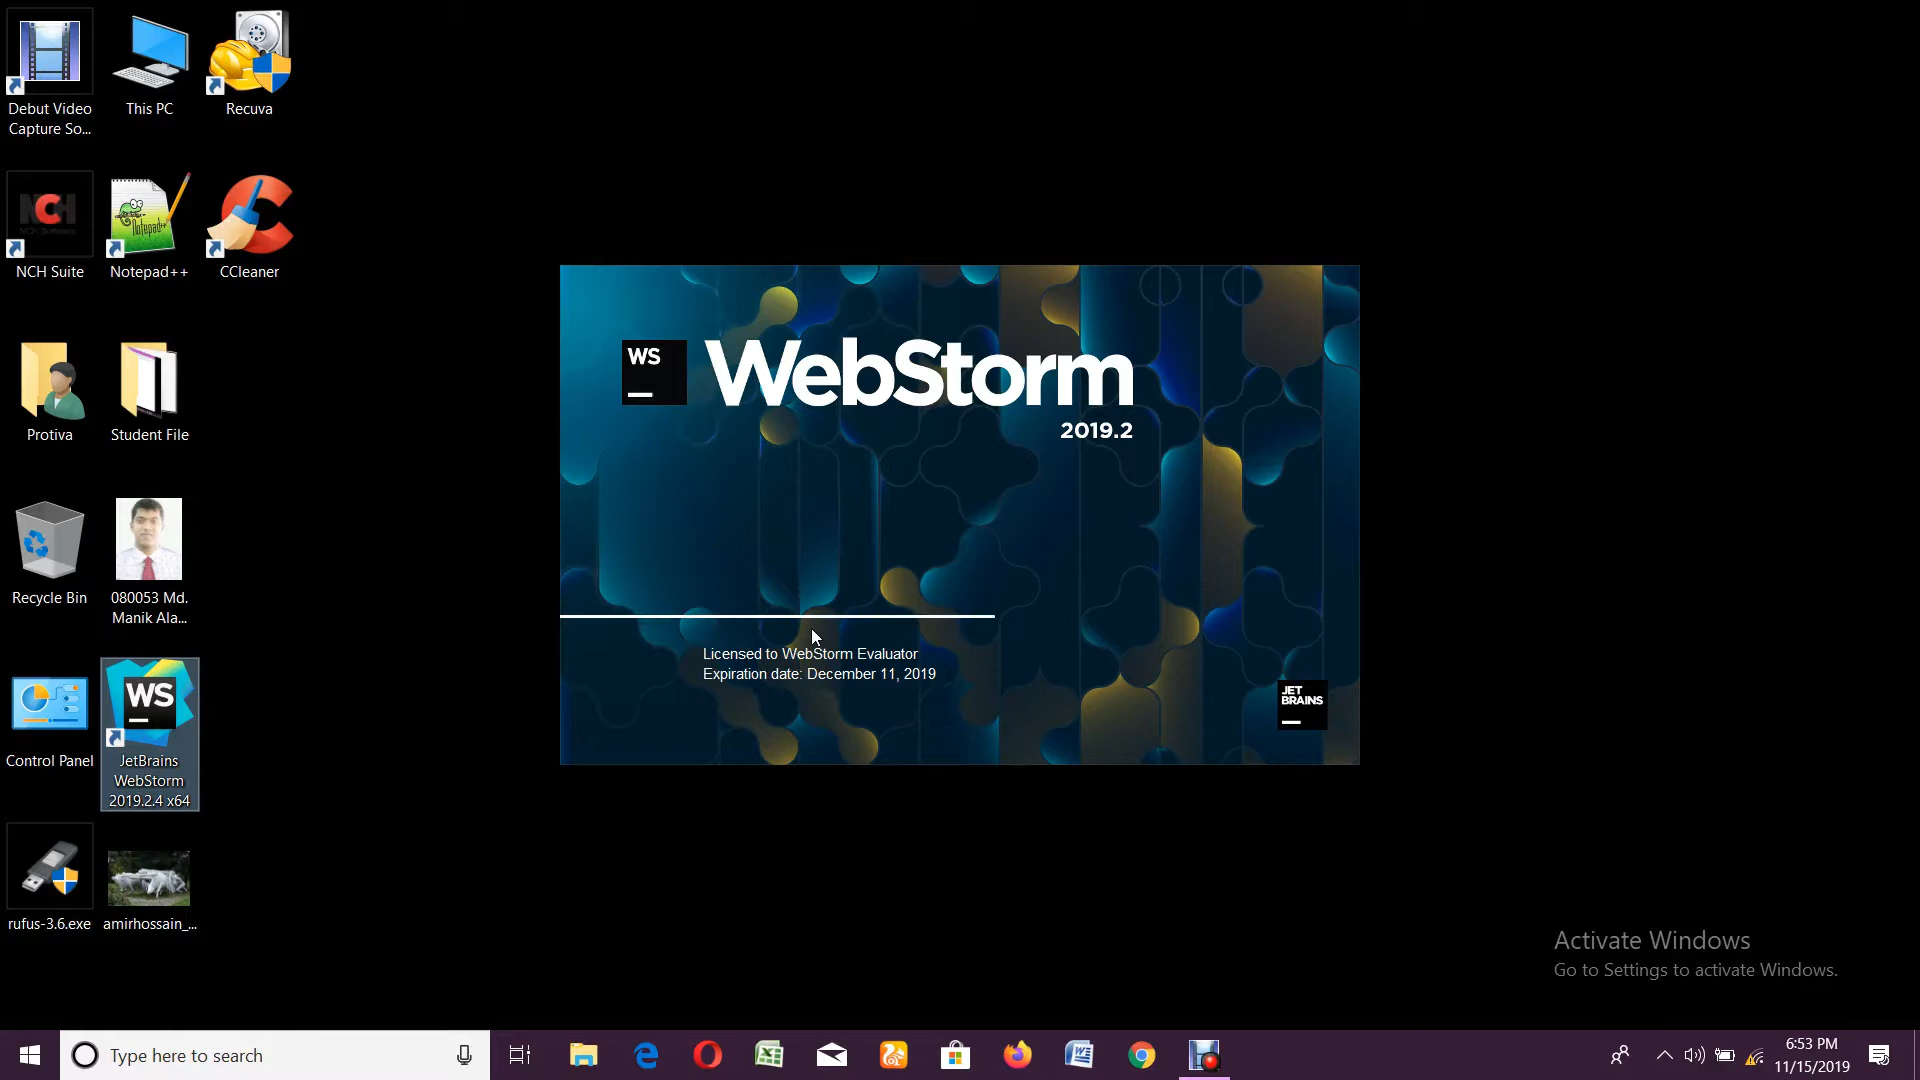 Debut Video
Capture So...
This PC
Recuva
NCH
NCH Suite
Notepad++
Notepad++
CCleaner
Protiva
Student File
Recycle Bin
080053 Md.
Manik Ala...
Control Panel
WS
JetBrains
WebStorm
2019.2.4 x64
rufus-3.6.exe
amirhossain_...
WS
WebStorm
2019.2
Licensed to WebStorm Evaluator
Expiration date: December 11, 2019
JET
BRAINS
Activate Windows
Go to Settings to activate Windows.
Type here to search
6:53 PM
11/15/2019